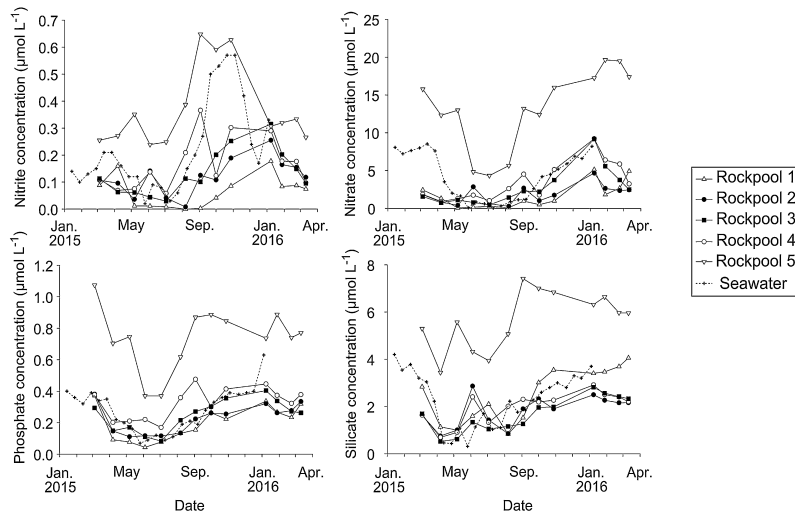 Nitrite concentration (µmol L⁻¹)
0.7
0.6
0.5
0.4
0.3
0.2
0.1
0.0
Jan.
2015
May
Sep.
Jan.
2016
Apr.
Nitrate concentration (µmol L⁻¹)
25
20
15
10
5
0
Jan.
2015
May
Sep.
Jan.
2016
Apr.
Phosphate concentration (µmol L⁻¹)
1.2
1.0
0.8
0.6
0.4
0.2
0.0
Jan.
2015
May
Sep.
Jan.
2016
Apr.
Date
Silicate concentration (µmol L⁻¹)
8
6
4
2
0
Jan.
2015
May
Sep.
Jan.
2016
Apr.
Date
Rockpool 1
Rockpool 2
Rockpool 3
Rockpool 4
Rockpool 5
Seawater